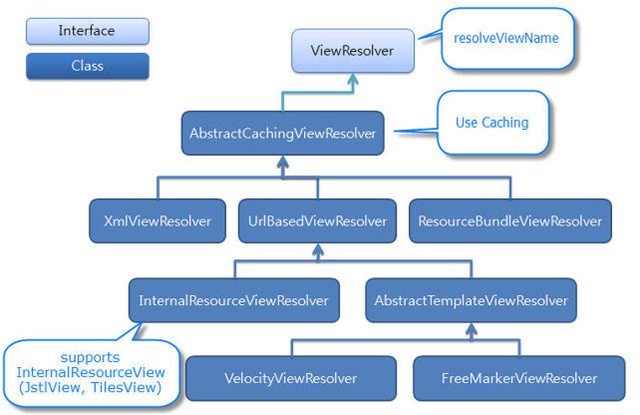 Interface
Class
ViewResolver
resolveViewName
AbstractCachingViewResolver
Use Caching
XmlViewResolver
UrlBasedViewResolver
ResourceBundleViewResolver
InternalResourceViewResolver
AbstractTemplateViewResolver
supports
InternalResourceView
(JstlView, TilesView)
VelocityViewResolver
FreeMarkerViewResolver